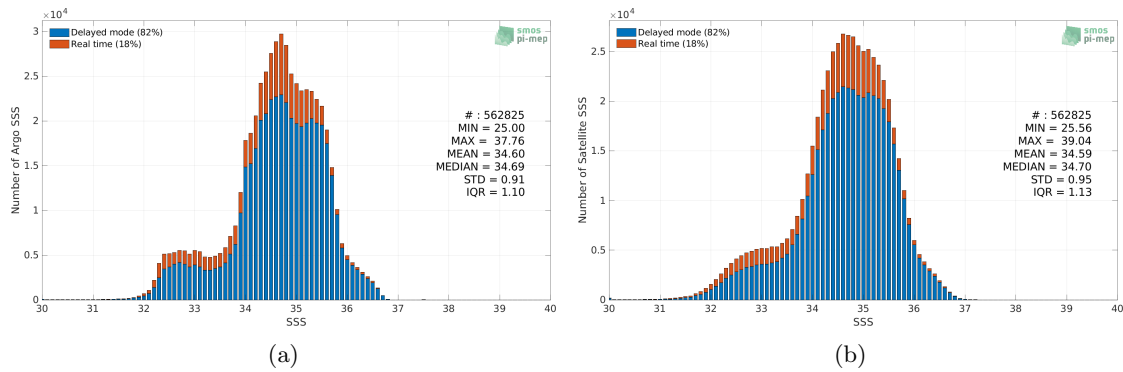 ×10⁴
Delayed mode (82%)
Real time (18%)
smos
pi-mep
3
2.5
2
1.5
1
0.5
0
Number of Argo SSS
# : 562825
MIN = 25.00
MAX = 37.76
MEAN = 34.60
MEDIAN = 34.69
STD = 0.91
IQR = 1.10
30 31 32 33 34 35 36 37 38 39 40
SSS
(a)
×10⁴
Delayed mode (82%)
Real time (18%)
smos
pi-mep
2.5
2
1.5
1
0.5
0
Number of Satellite SSS
# : 562825
MIN = 25.56
MAX = 39.04
MEAN = 34.59
MEDIAN = 34.70
STD = 0.95
IQR = 1.13
30 31 32 33 34 35 36 37 38 39 40
SSS
(b)